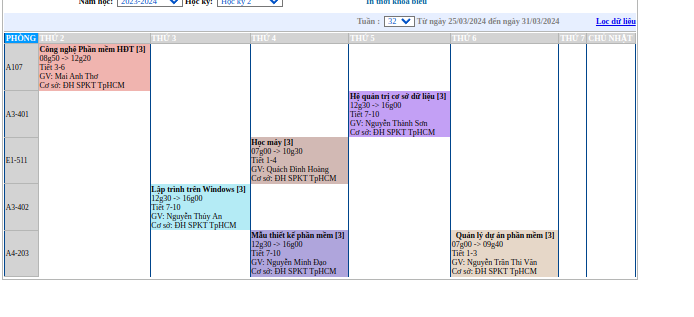 Năm học: 2023-2024 Học kỳ: Học kỳ 2 In thời khóa biểu
Tuần : 32 Từ ngày 25/03/2024 đến ngày 31/03/2024 Lọc dữ liệu
PHÒNG THỨ 2 THỨ 3 THỨ 4 THỨ 5 THỨ 6 THỨ 7 CHỦ NHẬT
A107
Công nghệ Phần mềm HĐT [3]
08g50 -> 12g20
Tiết 3-6
GV: Mai Anh Thơ
Cơ sở: ĐH SPKT TpHCM
A3-401
Hệ quản trị cơ sở dữ liệu [3]
12g30 -> 16g00
Tiết 7-10
GV: Nguyễn Thành Sơn
Cơ sở: ĐH SPKT TpHCM
E1-511
Học máy [3]
07g00 -> 10g30
Tiết 1-4
GV: Quách Đình Hoàng
Cơ sở: ĐH SPKT TpHCM
A3-402
Lập trình trên Windows [3]
12g30 -> 16g00
Tiết 7-10
GV: Nguyễn Thủy An
Cơ sở: ĐH SPKT TpHCM
A4-203
Mẫu thiết kế phần mềm [3]
12g30 -> 16g00
Tiết 7-10
GV: Nguyễn Minh Đạo
Cơ sở: ĐH SPKT TpHCM
Quản lý dự án phần mềm [3]
07g00 -> 09g40
Tiết 1-3
GV: Nguyễn Trần Thi Văn
Cơ sở: ĐH SPKT TpHCM